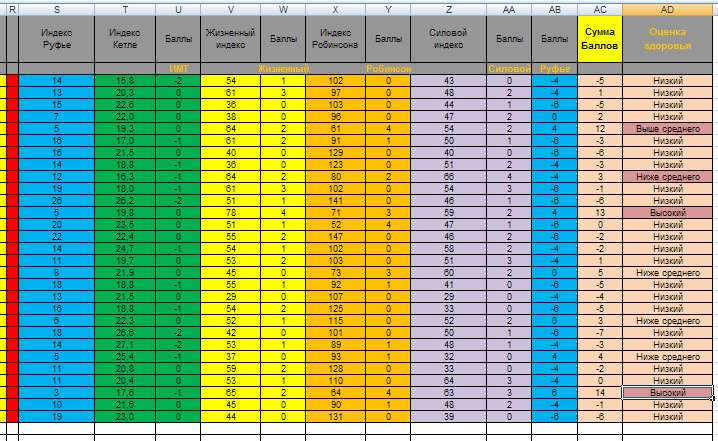 R S T U V W X Y Z AA AB AC AD
Индекс Руфье Индекс Кетле Баллы Жизненный индекс Баллы Индекс Робинсона Баллы Силовой индекс Баллы Баллы Сумма Баллов Оценка здоровья
ИМТ Жизненный Робинсон Силовой Руфье
14 15,8 -2 54 1 102 0 43 0 -4 -5 Низкий
13 20,3 0 61 3 97 0 48 2 -4 1 Низкий
15 22,6 0 36 0 103 0 44 1 -6 -5 Низкий
7 22,0 0 38 0 96 0 47 2 0 2 Низкий
5 19,3 0 64 2 61 4 54 2 4 12 Выше среднего
16 17,0 -1 61 2 91 1 50 1 -6 -3 Низкий
16 21,5 0 40 0 129 0 40 0 -6 -6 Низкий
14 18,8 -1 36 0 123 0 51 2 -4 -3 Низкий
12 16,3 -1 64 2 80 2 66 4 -4 3 Ниже среднего
19 18,0 -1 61 3 102 0 54 3 -6 -1 Низкий
26 26,2 -2 51 1 141 0 46 1 -6 -6 Низкий
5 19,8 0 78 4 71 3 59 2 4 13 Высокий
20 23,5 0 51 1 52 4 47 1 -6 0 Низкий
22 22,4 0 55 2 147 0 46 2 -6 -2 Низкий
14 24,7 -1 54 1 102 0 58 2 -4 -2 Низкий
11 19,7 0 53 2 103 0 51 3 -4 1 Низкий
8 21,9 0 45 0 73 3 60 2 0 5 Ниже среднего
18 18,8 -1 55 1 92 1 41 0 -6 -5 Низкий
13 21,5 0 29 0 107 0 29 0 -4 -4 Низкий
16 18,8 -1 54 2 125 0 33 0 -6 -5 Низкий
6 22,3 0 52 1 115 0 52 2 0 3 Ниже среднего
18 26,6 -2 42 0 101 0 50 1 -6 -7 Низкий
14 27,1 -2 53 1 89 1 48 1 -4 -3 Низкий
5 25,4 -1 37 0 93 1 32 0 4 4 Ниже среднего
11 20,8 0 59 2 128 0 33 0 -4 -2 Низкий
11 20,4 0 53 1 110 0 64 3 -4 0 Низкий
3 17,6 -1 65 2 64 4 63 3 6 14 Высокий
10 21,6 0 45 0 90 1 48 2 -4 -1 Низкий
19 23,0 0 44 0 131 0 39 0 -6 -6 Низкий